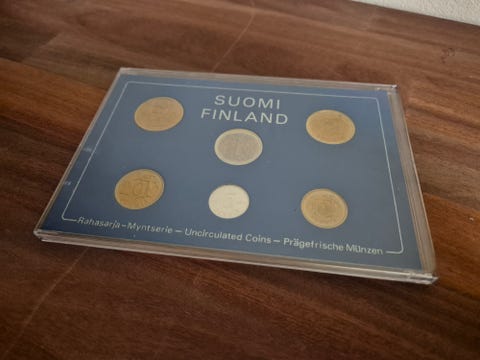 SUOMI
FINLAND
Rahasarja – Myntserie – Uncirculated Coins – Prägefrische Münzen